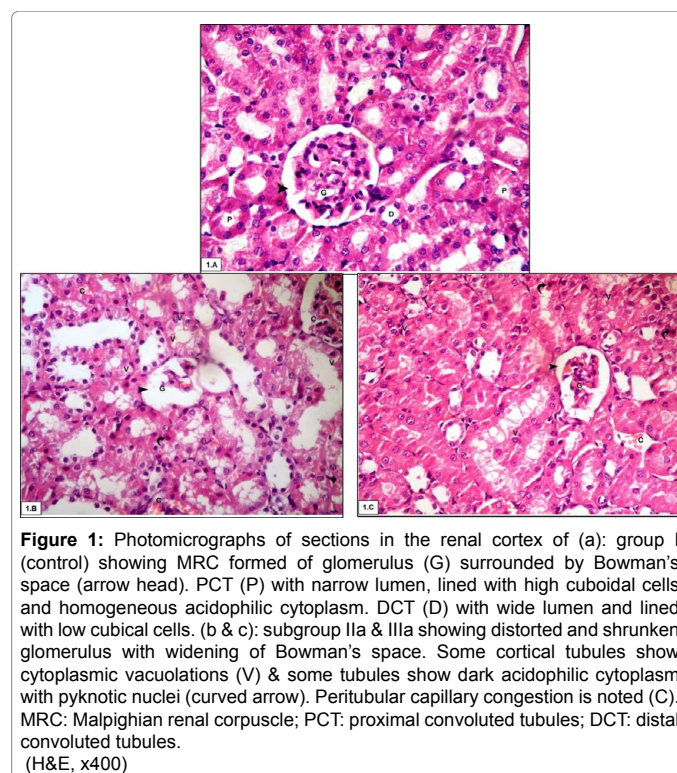 G
P
P
D
1.A
C
C
V
V
V
V
G
C
1.B
V
V
G
V
C
1.C
Figure 1: Photomicrographs of sections in the renal cortex of (a): group I
(control) showing MRC formed of glomerulus (G) surrounded by Bowman's
space (arrow head). PCT (P) with narrow lumen, lined with high cuboidal cells
and homogeneous acidophilic cytoplasm. DCT (D) with wide lumen and lined
with low cubical cells. (b & c): subgroup IIa & IIIa showing distorted and shrunken
glomerulus with widening of Bowman's space. Some cortical tubules show
cytoplasmic vacuolations (V) & some tubules show dark acidophilic cytoplasm
with pyknotic nuclei (curved arrow). Peritubular capillary congestion is noted (C).
MRC: Malpighian renal corpuscle; PCT: proximal convoluted tubules; DCT: distal
convoluted tubules.
(H&E, x400)